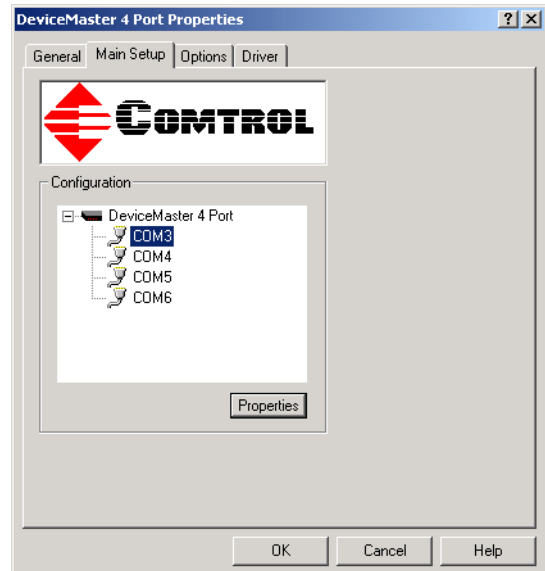 DeviceMaster 4 Port Properties
General Main Setup Options Driver
COMTROL
Configuration
DeviceMaster 4 Port
COM3
COM4
COM5
COM6
Properties
OK Cancel Help